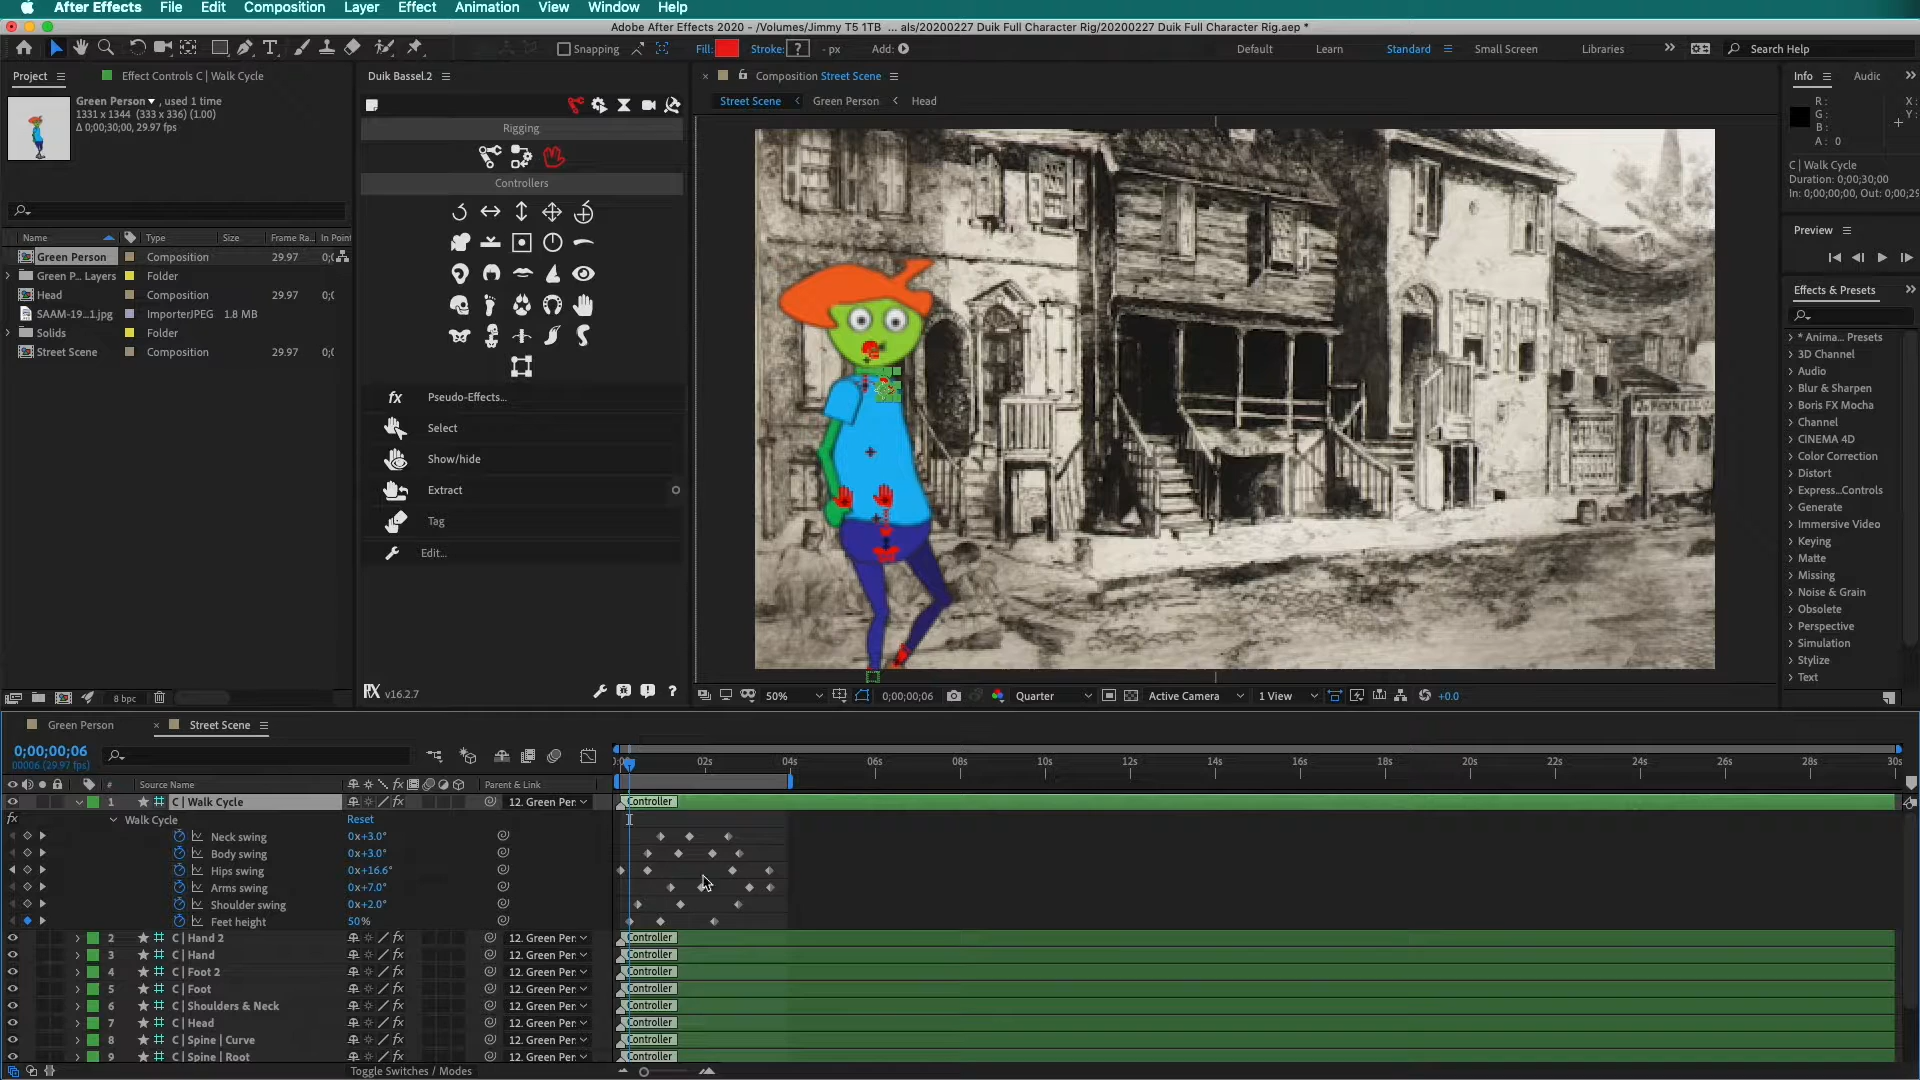 After Effects File Edit Composition Layer Effect Animation View Window Help
Adobe After Effects 2020 - /Volumes/Jimmy T5 1TB ... als/20200227 Duik Full Character Rig/20200227 Duik Full Character Rig.aep *
Snapping Fill: Stroke: ? - px Add: Default Learn Standard Small Screen Libraries Search Help
Project Effect Controls C | Walk Cycle
Green Person , used 1 time
1331 x 1344 (333 x 336) (1.00)
Δ 0;00;30;00, 29.97 fps
Name Type Size Frame Ra... In Point
Green Person Composition 29.97 0;(
Green P... Layers Folder
Head Composition 29.97 0;(
SAAM-19...1.jpg ImporterJPEG 1.8 MB
Solids Folder
Street Scene Composition 29.97 0;(
8 bpc
Duik Bassel.2
Rigging
Controllers
fx Pseudo-Effects...
Select
Show/hide
Extract
Tag
Edit...
v16.2.7 ?
Composition Street Scene
Street Scene Green Person Head
50% 0;00;00;06 Quarter Active Camera 1 View +0.0
Info Audio
R : X :
G : Y :
B :
A : 0
C | Walk Cycle
Duration: 0;00;30;00
In: 0;00;00;00, Out: 0;00;29
Preview
Effects & Presets
* Anima... Presets
3D Channel
Audio
Blur & Sharpen
Boris FX Mocha
Channel
CINEMA 4D
Color Correction
Distort
Express...Controls
Generate
Immersive Video
Keying
Matte
Missing
Noise & Grain
Obsolete
Perspective
Simulation
Stylize
Text
Green Person Street Scene
0;00;00;06
00006 (29.97 fps)
02s 04s 06s 08s 10s 12s 14s 16s 18s 20s 22s 24s 26s 28s 30s
# Source Name fx Parent & Link
1 C | Walk Cycle fx 12. Green Per Controller
fx Walk Cycle Reset
Neck swing 0x+3.0°
Body swing 0x+3.0°
Hips swing 0x+16.6°
Arms swing 0x+7.0°
Shoulder swing 0x+2.0°
Feet height 50%
2 C | Hand 2 fx 12. Green Per Controller
3 C | Hand fx 12. Green Per Controller
4 C | Foot 2 fx 12. Green Per Controller
5 C | Foot fx 12. Green Per Controller
6 C | Shoulders & Neck fx 12. Green Per Controller
7 C | Head fx 12. Green Per Controller
8 C | Spine | Curve fx 12. Green Per Controller
9 C | Spine | Root fx 12. Green Per Controller
Toggle Switches / Modes